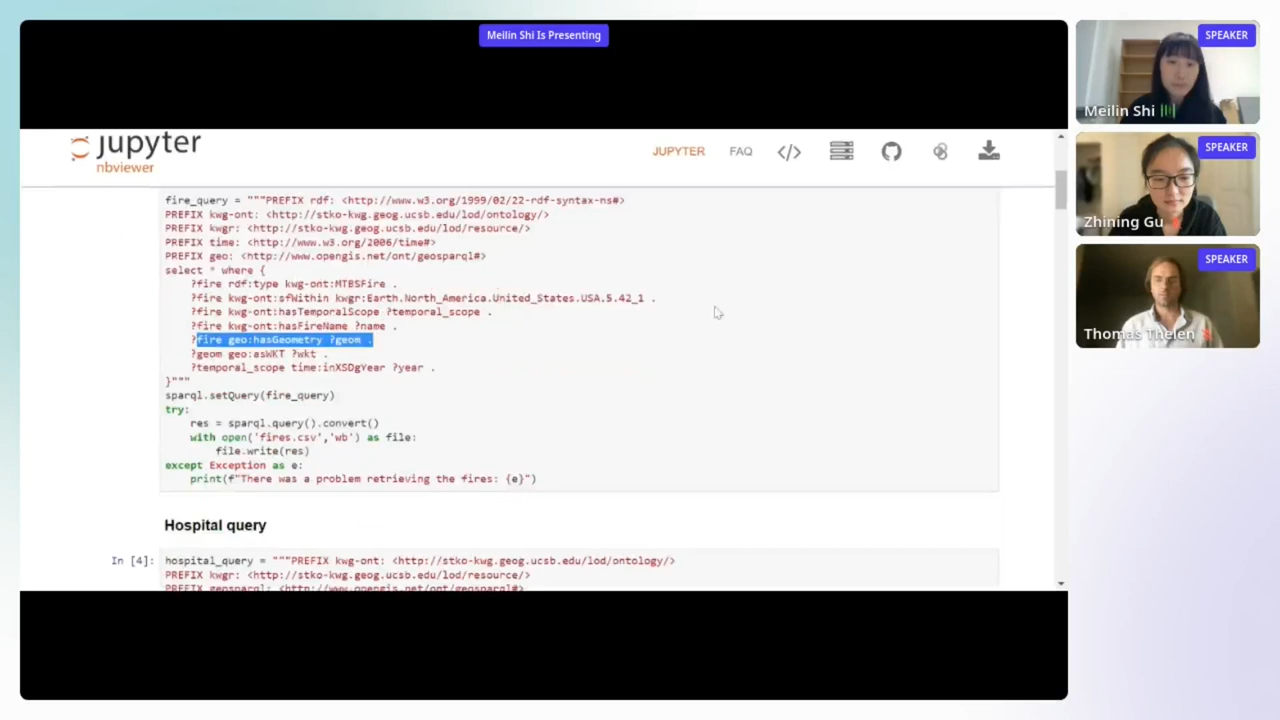 Meilin Shi Is Presenting
SPEAKER
Meilin Shi
SPEAKER
Zhining Gu
SPEAKER
Thomas Thelen
jupyter
nbviewer
JUPYTER
FAQ
fire_query = """PREFIX rdf: <http://www.w3.org/1999/02/22-rdf-syntax-ns#>
PREFIX kwg-ont: <http://stko-kwg.geog.ucsb.edu/lod/ontology/>
PREFIX kwgr: <http://stko-kwg.geog.ucsb.edu/lod/resource/>
PREFIX time: <http://www.w3.org/2006/time#>
PREFIX geo: <http://www.opengis.net/ont/geosparql#>
select * where {
?fire rdf:type kwg-ont:MTBSFire .
?fire kwg-ont:sfWithin kwgr:Earth.North_America.United_States.USA.5.42_1 .
?fire kwg-ont:hasTemporalScope ?temporal_scope .
?fire kwg-ont:hasFireName ?name .
?fire geo:hasGeometry ?geom .
?geom geo:asWKT ?wkt .
?temporal_scope time:inXSDgYear ?year .
}"""
sparql.setQuery(fire_query)
try:
res = sparql.query().convert()
with open('fires.csv','wb') as file:
file.write(res)
except Exception as e:
print(f"There was a problem retrieving the fires: {e}")
Hospital query
In [4]:
hospital_query = """PREFIX kwg-ont: <http://stko-kwg.geog.ucsb.edu/lod/ontology/>
PREFIX kwgr: <http://stko-kwg.geog.ucsb.edu/lod/resource/>
PREFIX geosparql: <http://www.opengis.net/ont/geosparql#>